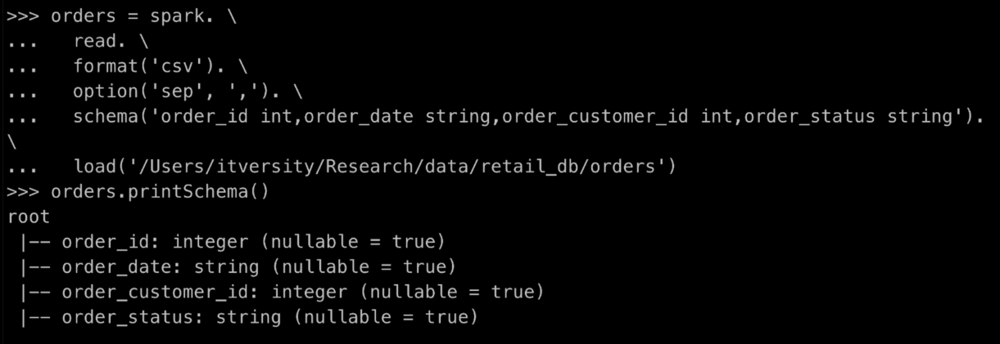 >>> orders = spark. \
...   read. \
...   format('csv'). \
...   option('sep', ','). \
...   schema('order_id int,order_date string,order_customer_id int,order_status string').
\
...   load('/Users/itversity/Research/data/retail_db/orders')
>>> orders.printSchema()
root
 |-- order_id: integer (nullable = true)
 |-- order_date: string (nullable = true)
 |-- order_customer_id: integer (nullable = true)
 |-- order_status: string (nullable = true)